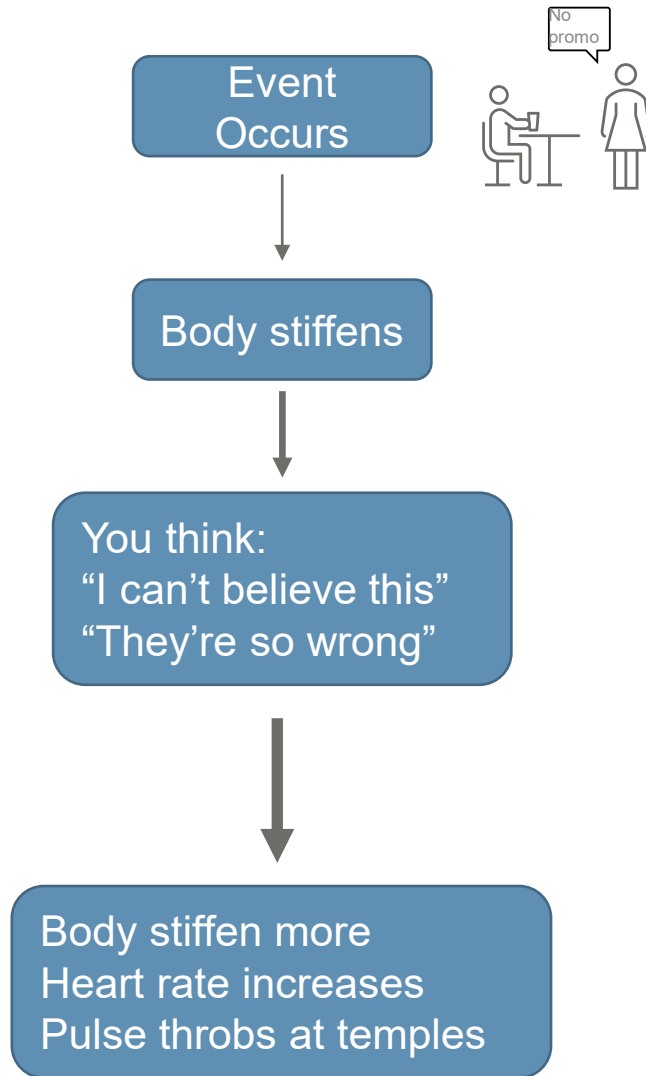 No
promo
Event
Occurs
Body stiffens
You think:
“I can’t believe this”
“They’re so wrong”
Body stiffen more
Heart rate increases
Pulse throbs at temples